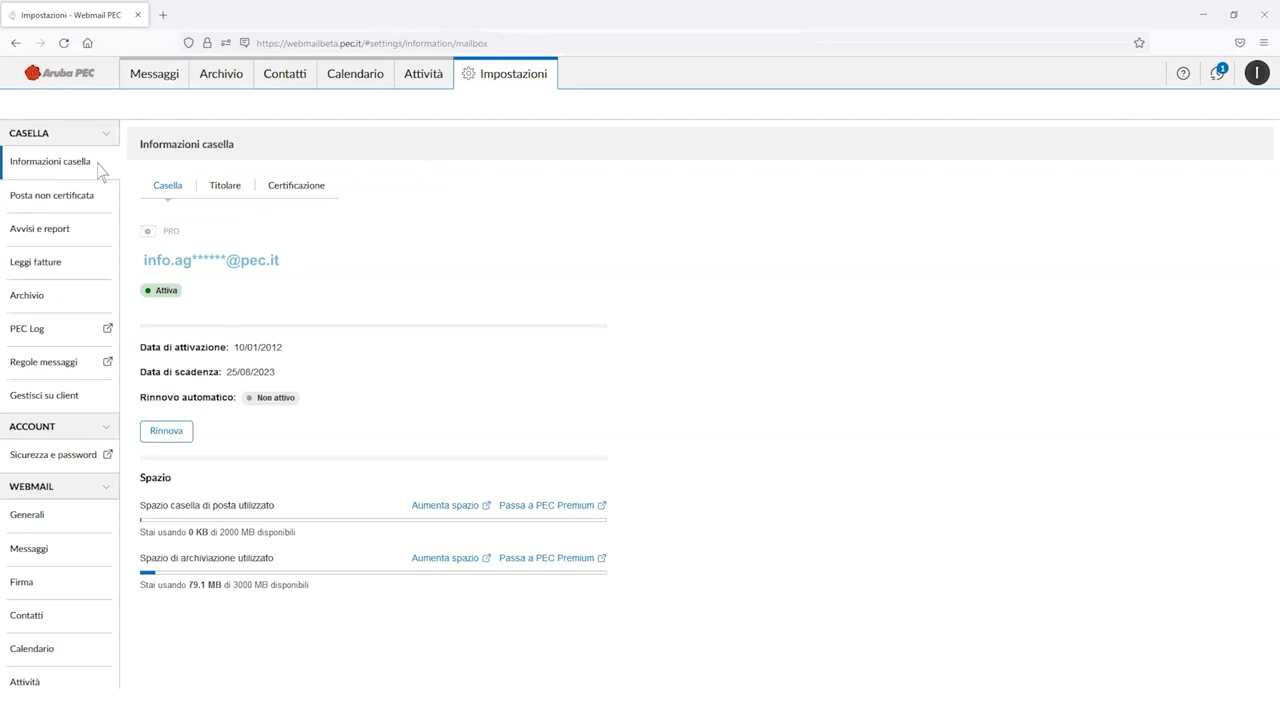 Impostazioni - Webmail PEC
https://webmailbeta.pec.it/#settings/information/mailbox
Aruba PEC
Messaggi
Archivio
Contatti
Calendario
Attività
Impostazioni
1
I
CASELLA
Informazioni casella
Posta non certificata
Avvisi e report
Leggi fatture
Archivio
PEC Log
Regole messaggi
Gestisci su client
ACCOUNT
Sicurezza e password
WEBMAIL
Generali
Messaggi
Firma
Contatti
Calendario
Attività
Informazioni casella
Casella
Titolare
Certificazione
PRO
info.ag******@pec.it
Attiva
Data di attivazione: 10/01/2012
Data di scadenza: 25/08/2023
Rinnovo automatico: Non attivo
Rinnova
Spazio
Spazio casella di posta utilizzato Aumenta spazio Passa a PEC Premium
Stai usando 0 KB di 2000 MB disponibili
Spazio di archiviazione utilizzato Aumenta spazio Passa a PEC Premium
Stai usando 79.1 MB di 3000 MB disponibili